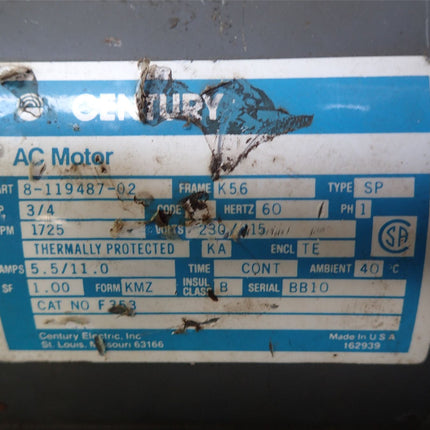 CENTURY
AC Motor
ART 8-119487-02 FRAME K56 TYPE SP
P 3/4 CODE HERTZ 60 PH 1
PM 1725 VOLTS 230/115
THERMALLY PROTECTED KA ENCL TE
AMPS 5.5/11.0 TIME CONT AMBIENT 40 °C
SF 1.00 FORM KMZ INSUL CLASS B SERIAL BB10
CAT NO F353
Century Electric, Inc Made in U S A
St. Louis, Missouri 63166 162939